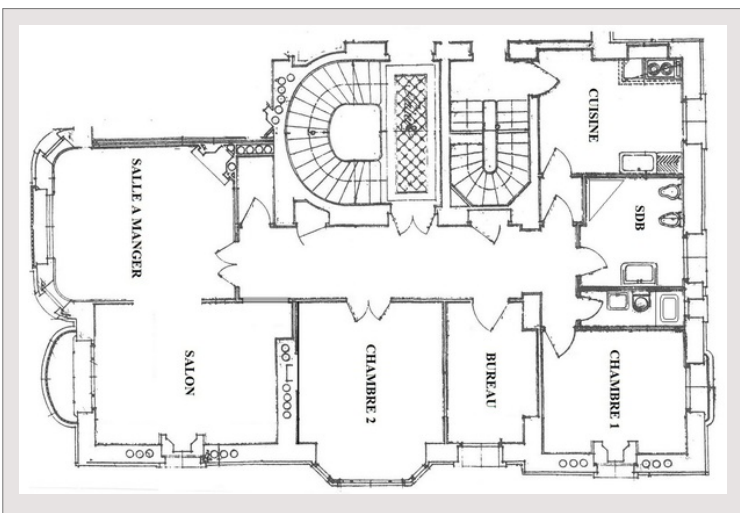 CUISINE
SALLE A MANGER
SDB
SALON
CHAMBRE 2
BUREAU
CHAMBRE 1